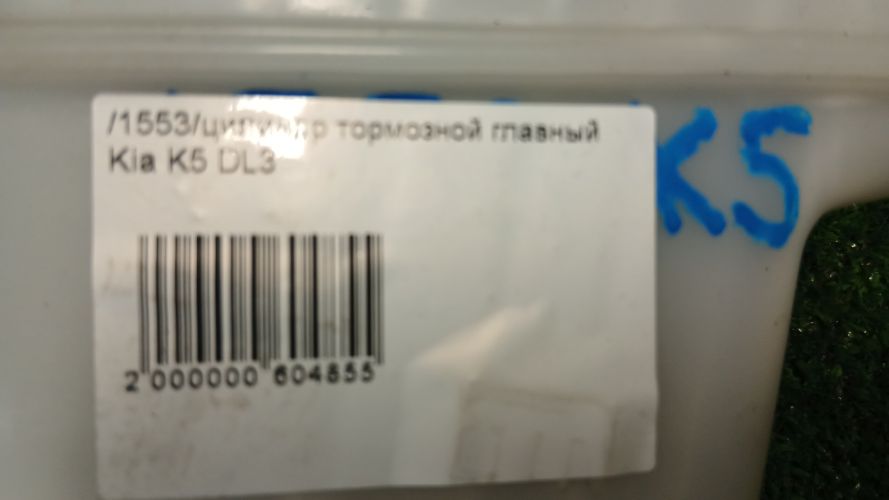 /1553/цилиндр тормозной главный
Kia K5 DL3
K5
2 000000 604855